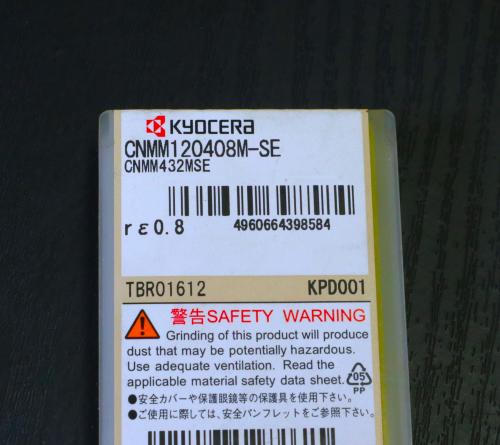 KYOCERA
CNMM120408M-SE
CNMM432MSE
rε0.8 4960664398584
TBR01612 KPD001
警告SAFETY WARNING
Grinding of this product will produce
dust that may be potentially hazardous.
Use adequate ventilation. Read the
applicable material safety data sheet.
05
PP
●安全カバーや保護眼鏡等の保護具を使用下さい。
●ご使用に際しては、安全パンフレットをご参照下さい。